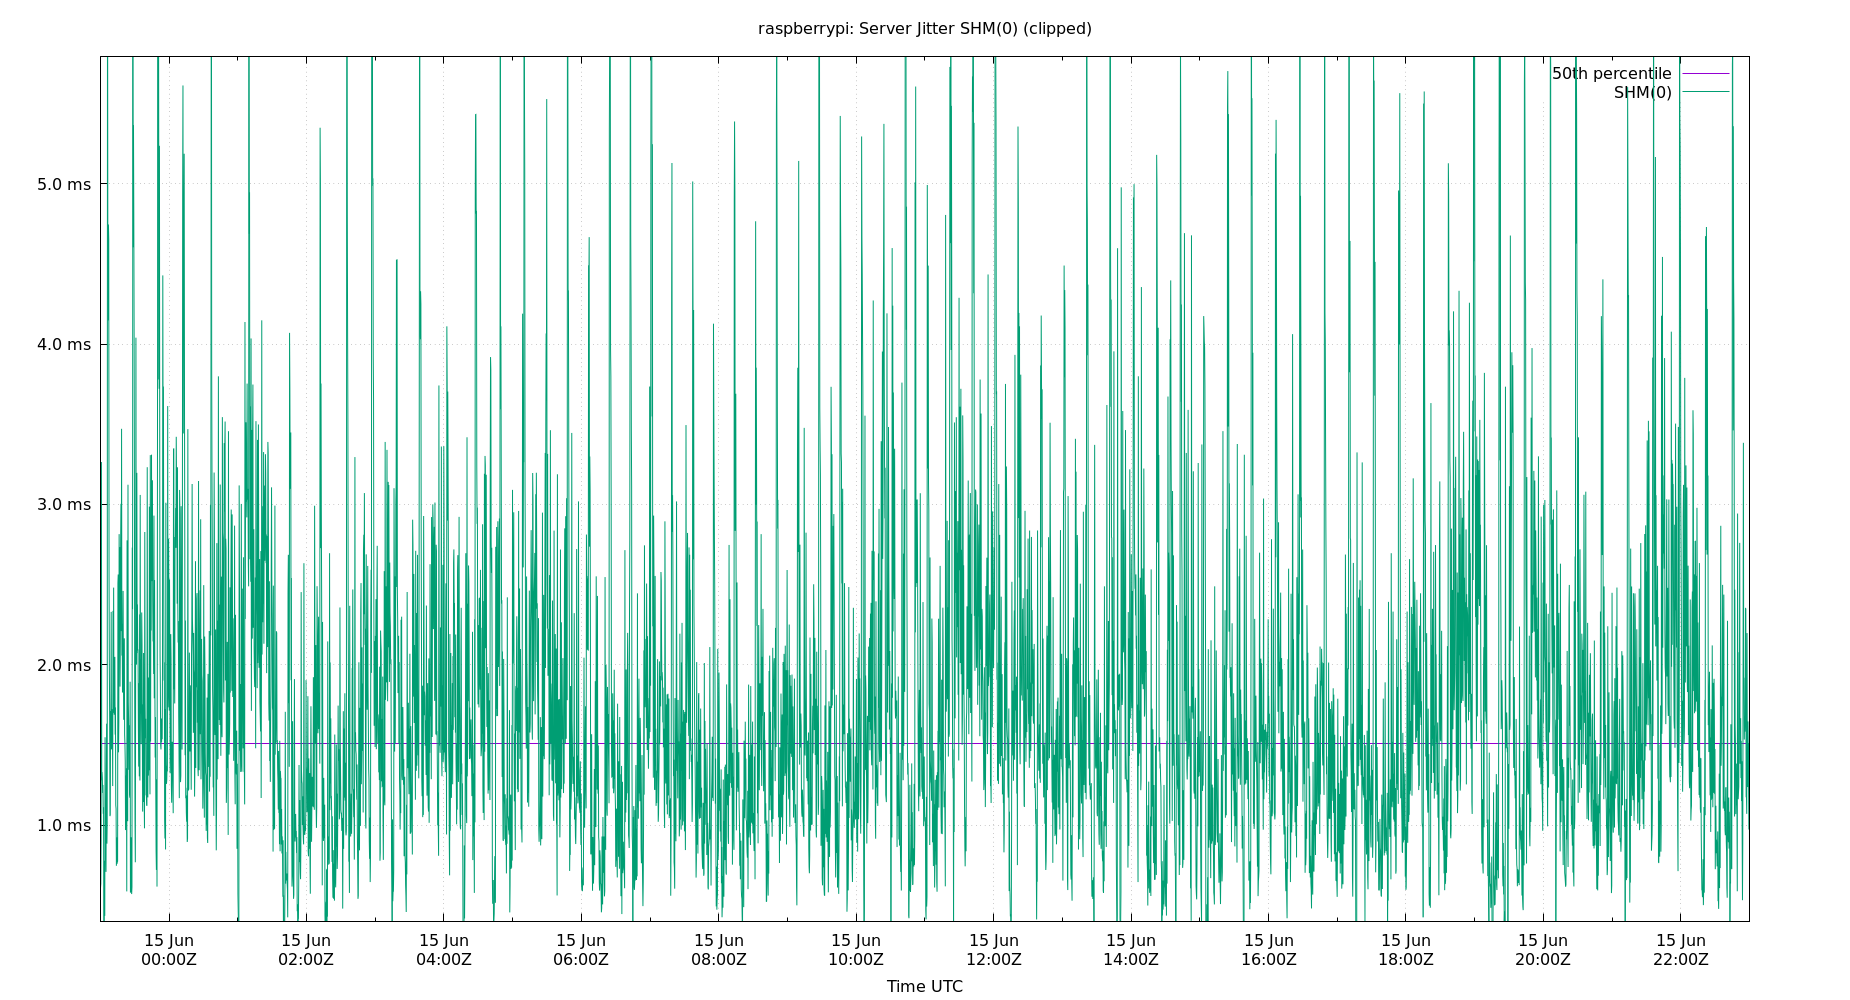 raspberrypi: Server Jitter SHM(0) (clipped)
50th percentile
SHM(0)
5.0 ms
4.0 ms
3.0 ms
2.0 ms
1.0 ms
15 Jun 15 Jun 15 Jun 15 Jun 15 Jun 15 Jun 15 Jun 15 Jun 15 Jun 15 Jun 15 Jun 15 Jun
00:00Z 02:00Z 04:00Z 06:00Z 08:00Z 10:00Z 12:00Z 14:00Z 16:00Z 18:00Z 20:00Z 22:00Z
Time UTC